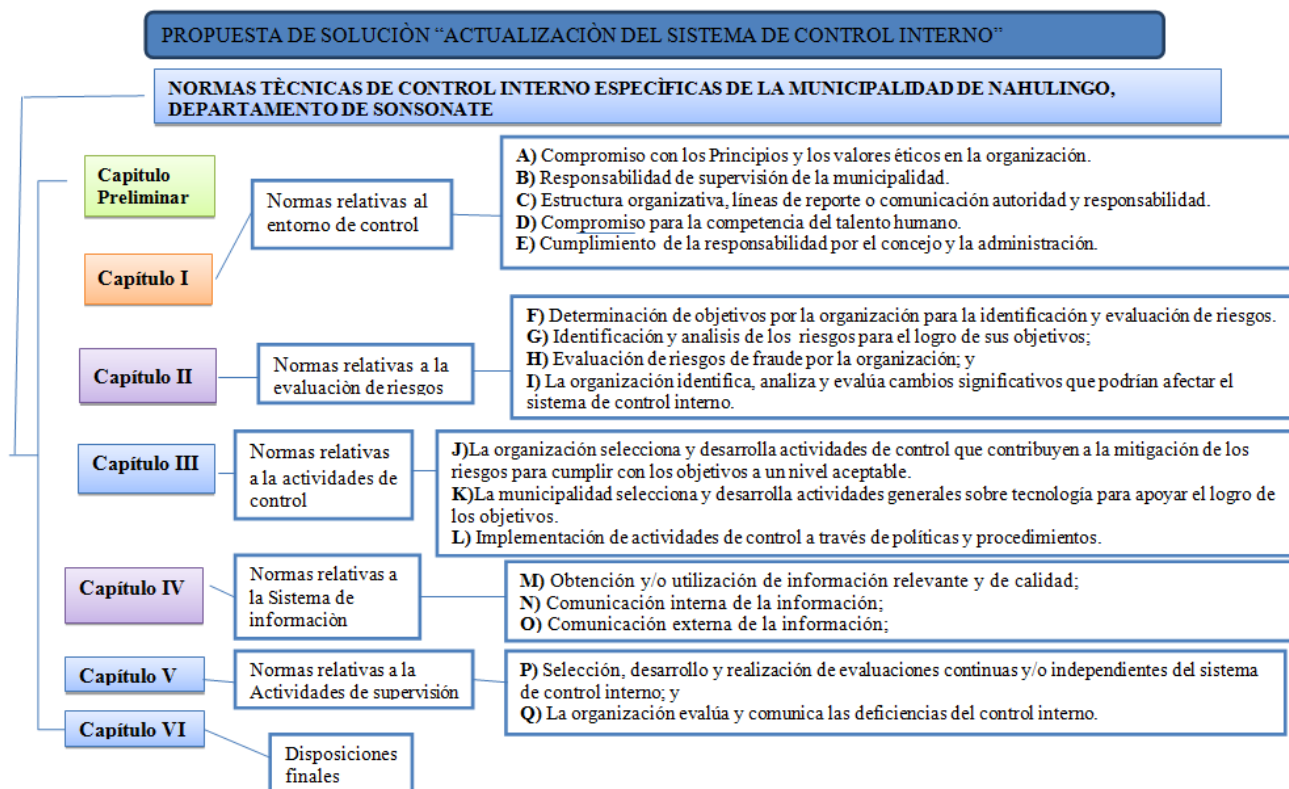 PROPUESTA DE SOLUCIÒN “ACTUALIZACIÒN DEL SISTEMA DE CONTROL INTERNO”
NORMAS TÈCNICAS DE CONTROL INTERNO ESPECÌFICAS DE LA MUNICIPALIDAD DE NAHULINGO,
DEPARTAMENTO DE SONSONATE
Capitulo
Preliminar
Capítulo I
Normas relativas al
entorno de control
A) Compromiso con los Principios y los valores éticos en la organización.
B) Responsabilidad de supervisión de la municipalidad.
C) Estructura organizativa, líneas de reporte o comunicación autoridad y responsabilidad.
D) Compromiso para la competencia del talento humano.
E) Cumplimiento de la responsabilidad por el concejo y la administración.
Capítulo II
Normas relativas a la
evaluaciòn de riesgos
F) Determinación de objetivos por la organización para la identificación y evaluación de riesgos.
G) Identificación y analisis de los riesgos para el logro de sus objetivos;
H) Evaluación de riesgos de fraude por la organización; y
I) La organización identifica, analiza y evalúa cambios significativos que podrían afectar el
sistema de control interno.
Capítulo III
Normas relativas
a la actividades de
control
J)La organización selecciona y desarrolla actividades de control que contribuyen a la mitigación de los
riesgos para cumplir con los objetivos a un nivel aceptable.
K)La municipalidad selecciona y desarrolla actividades generales sobre tecnología para apoyar el logro de
los objetivos.
L) Implementación de actividades de control a través de políticas y procedimientos.
Capítulo IV
Normas relativas a
la Sistema de
informaciòn
M) Obtención y/o utilización de información relevante y de calidad;
N) Comunicación interna de la información;
O) Comunicación externa de la información;
Capítulo V
Normas relativas a la
Actividades de supervisión
P) Selección, desarrollo y realización de evaluaciones continuas y/o independientes del sistema
de control interno; y
Q) La organización evalúa y comunica las deficiencias del control interno.
Capítulo VI
Disposiciones
finales